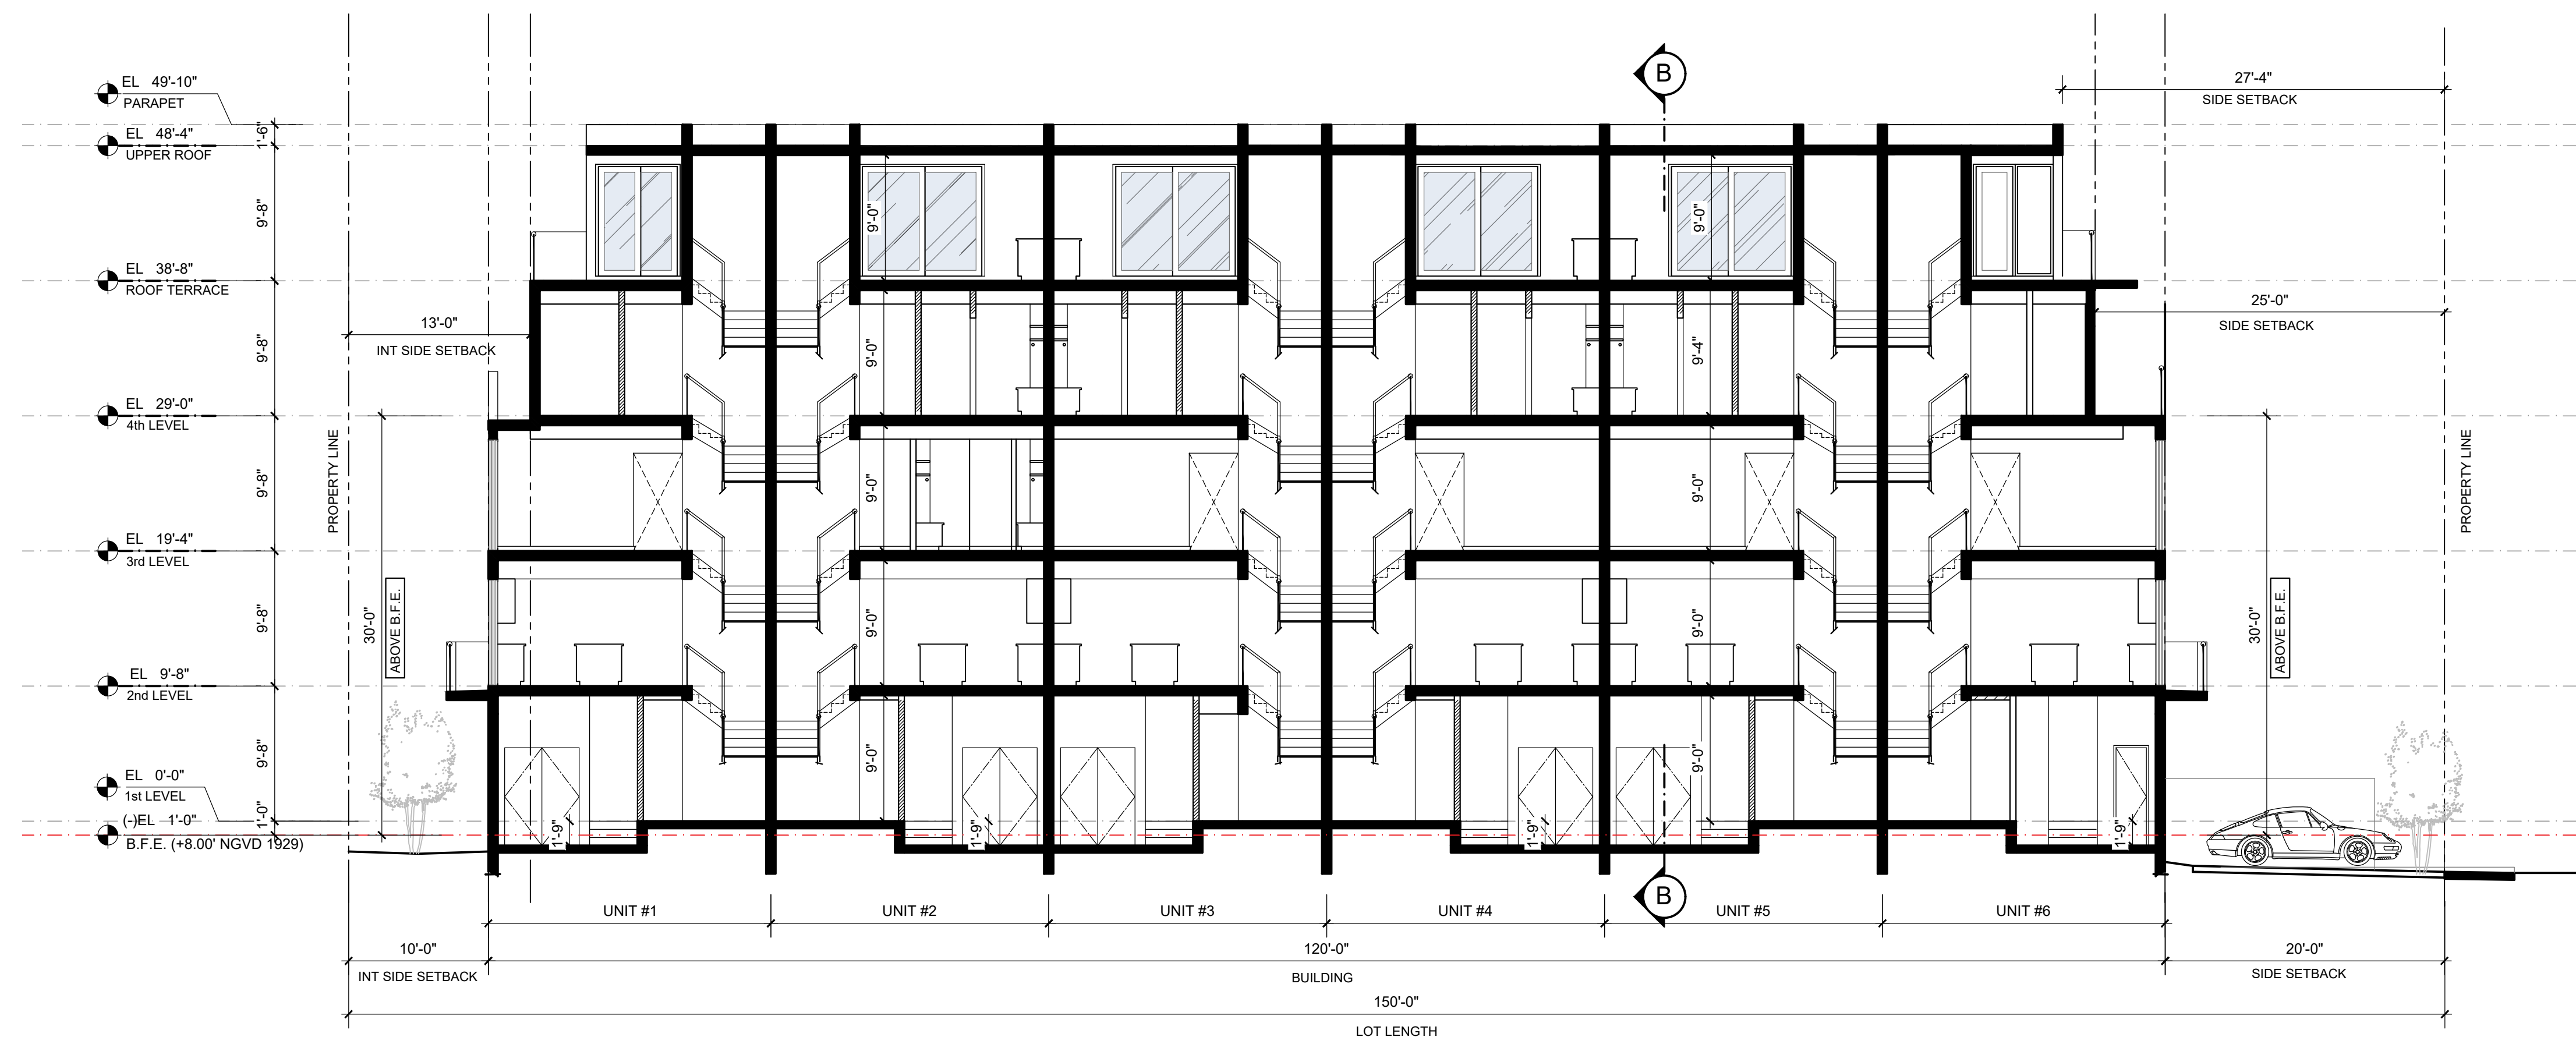 B
EL 49'-10"
PARAPET
EL 48'-4"
UPPER ROOF
1'-6"
27'-4"
SIDE SETBACK
9'-8"
9'-0"
9'-0"
EL 38'-8"
ROOF TERRACE
13'-0"
INT SIDE SETBACK
25'-0"
SIDE SETBACK
9'-8"
9'-0"
9'-4"
EL 29'-0"
4th LEVEL
PROPERTY LINE
PROPERTY LINE
9'-8"
9'-0"
9'-0"
EL 19'-4"
3rd LEVEL
30'-0"
ABOVE B.F.E.
30'-0"
ABOVE B.F.E.
9'-8"
9'-0"
9'-0"
EL 9'-8"
2nd LEVEL
9'-8"
9'-0"
9'-0"
EL 0'-0"
1st LEVEL
(-)EL 1'-0"
1'-0"
B.F.E. (+8.00' NGVD 1929)
1'-9"
1'-9"
1'-9"
1'-9"
B
UNIT #1
UNIT #2
UNIT #3
UNIT #4
UNIT #5
UNIT #6
10'-0"
INT SIDE SETBACK
120'-0"
BUILDING
20'-0"
SIDE SETBACK
150'-0"
LOT LENGTH